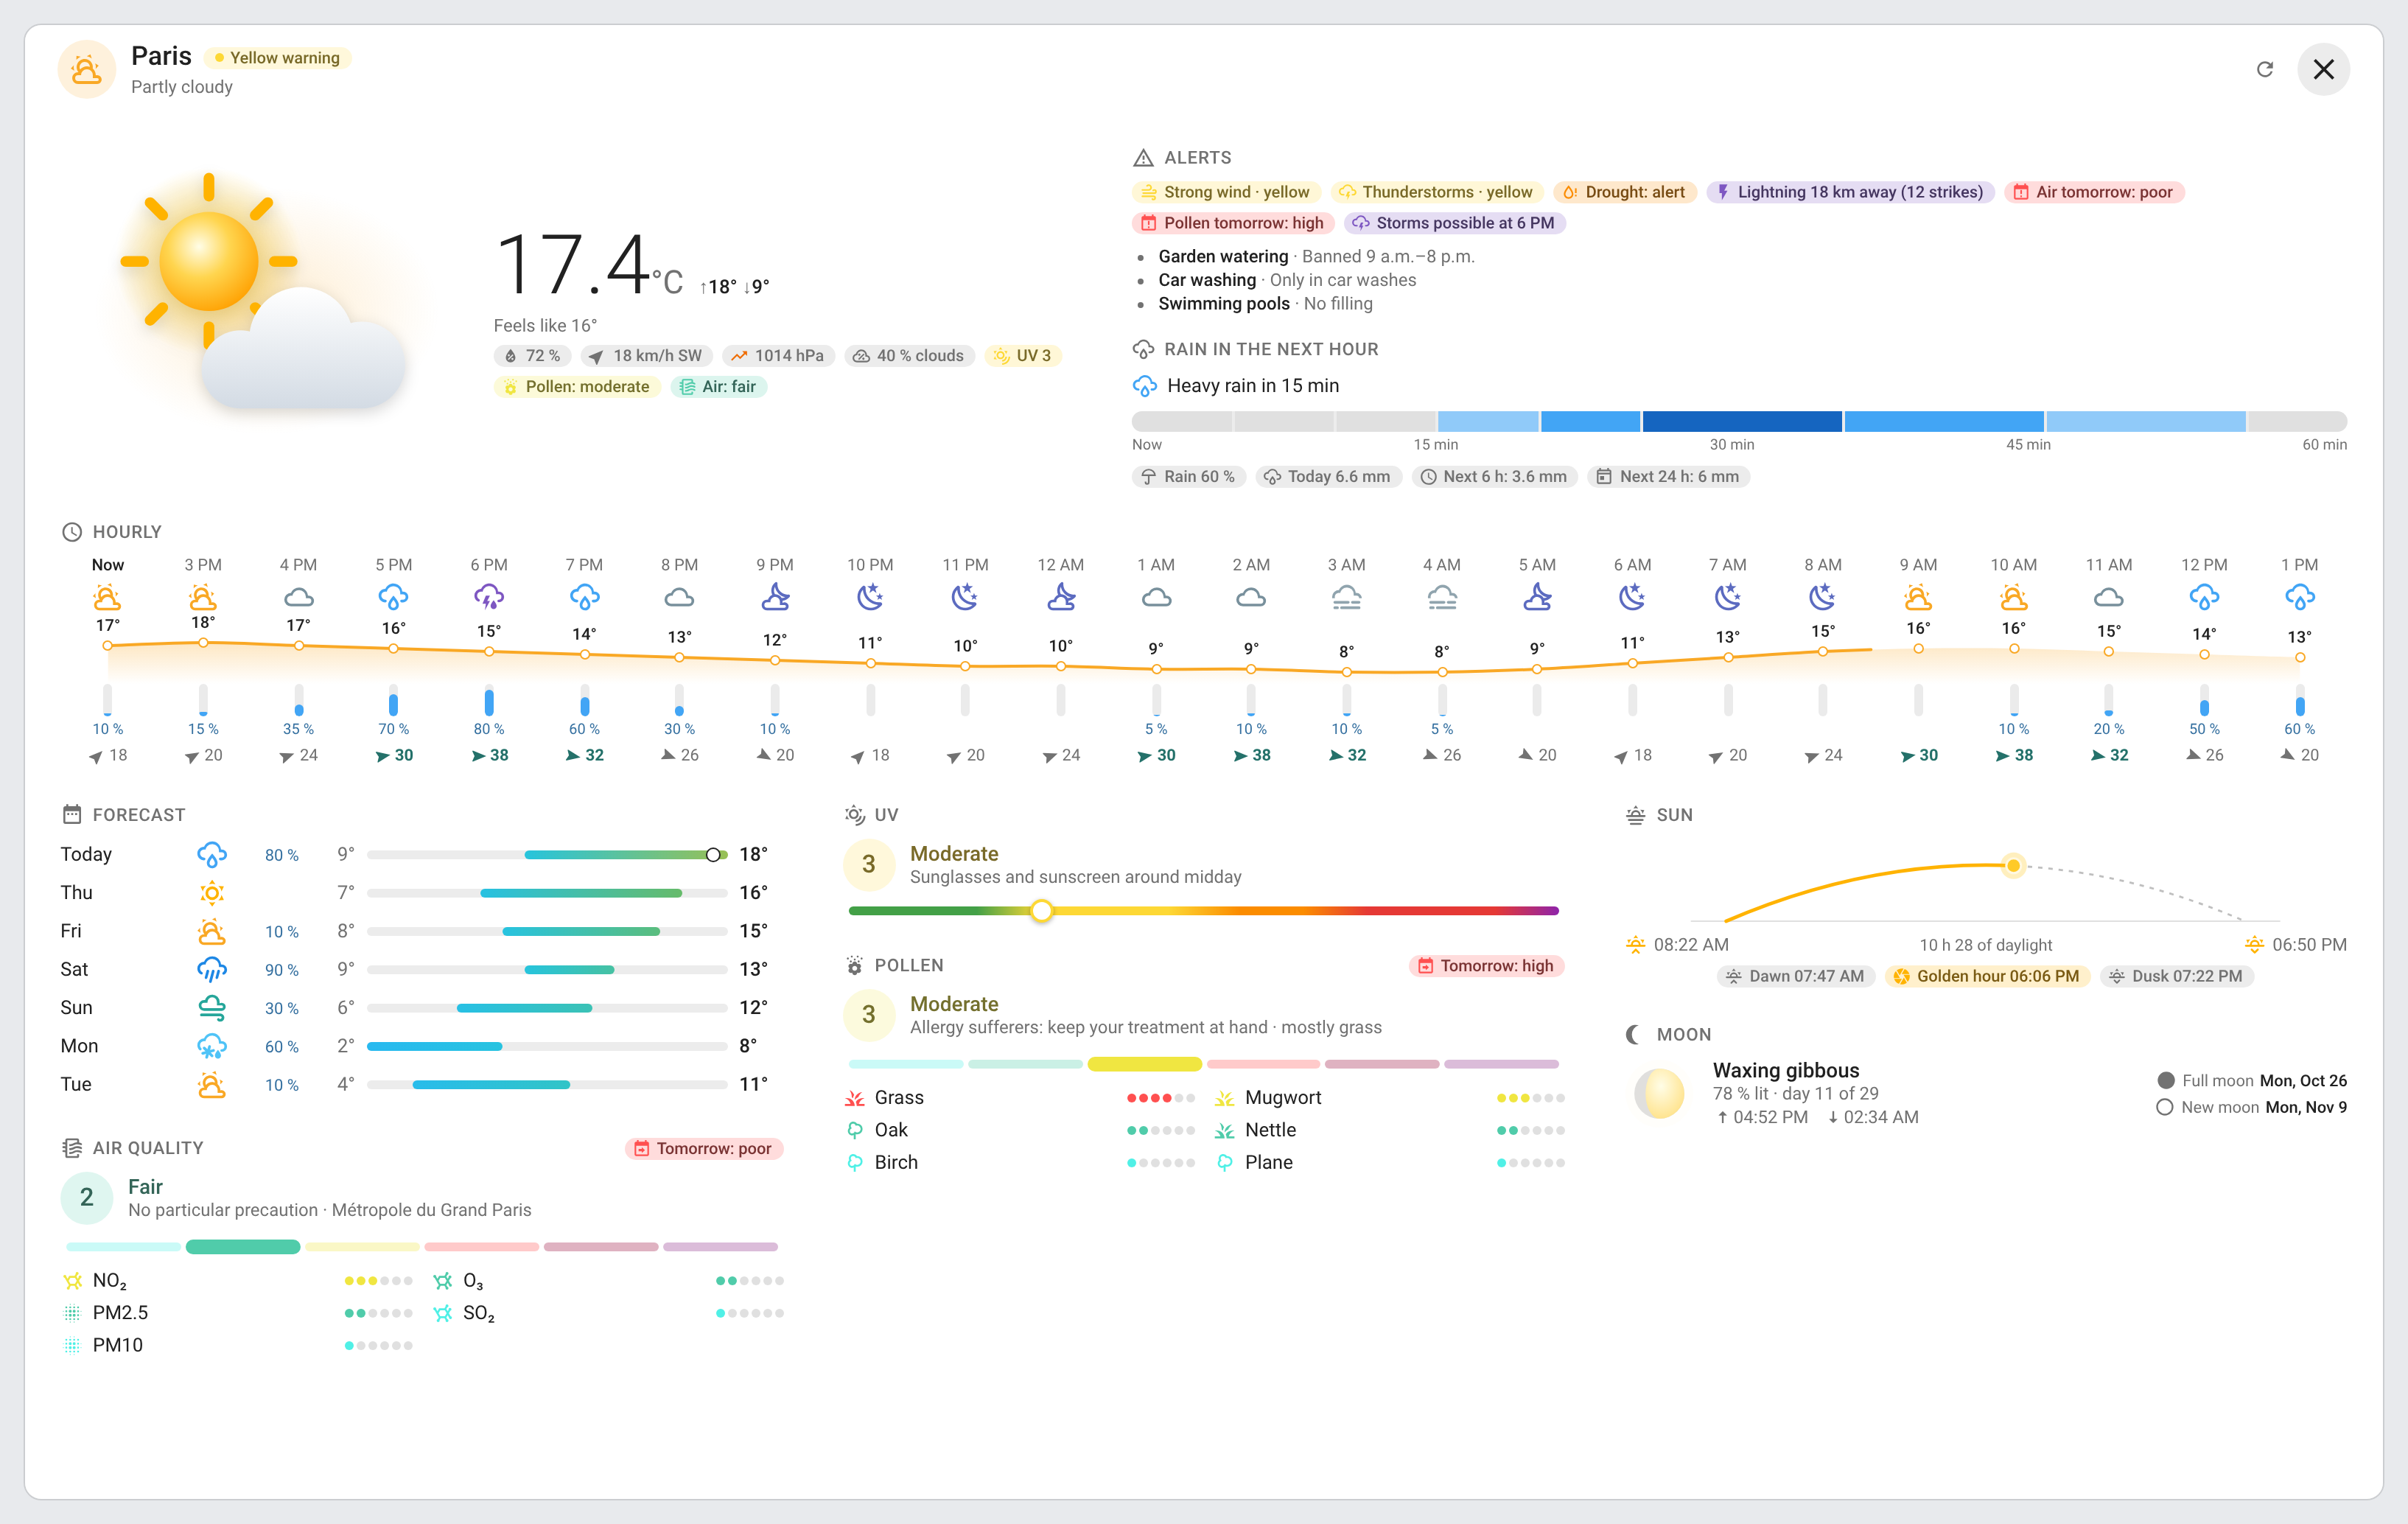 Paris
Yellow warning
Partly cloudy
17.4°C ↑18° ↓9°
Feels like 16°
72 % 18 km/h SW 1014 hPa 40 % clouds UV 3
Pollen: moderate Air: fair
ALERTS
Strong wind · yellow Thunderstorms · yellow Drought: alert Lightning 18 km away (12 strikes) Air tomorrow: poor
Pollen tomorrow: high Storms possible at 6 PM
• Garden watering · Banned 9 a.m.–8 p.m.
• Car washing · Only in car washes
• Swimming pools · No filling
RAIN IN THE NEXT HOUR
Heavy rain in 15 min
Now 15 min 30 min 45 min 60 min
Rain 60 % Today 6.6 mm Next 6 h: 3.6 mm Next 24 h: 6 mm
HOURLY
Now 3 PM 4 PM 5 PM 6 PM 7 PM 8 PM 9 PM 10 PM 11 PM 12 AM 1 AM 2 AM 3 AM 4 AM 5 AM 6 AM 7 AM 8 AM 9 AM 10 AM 11 AM 12 PM 1 PM
17° 18° 17° 16° 15° 14° 13° 12° 11° 10° 10° 9° 9° 8° 8° 9° 11° 13° 15° 16° 16° 15° 14° 13°
10 % 15 % 35 % 70 % 80 % 60 % 30 % 10 % 5 % 10 % 10 % 5 % 10 % 20 % 50 % 60 %
18 20 24 30 38 32 26 20 18 20 24 30 38 32 26 20 18 20 24 30 38 32 26 20
FORECAST
Today 80 % 9° 18°
Thu 7° 16°
Fri 10 % 8° 15°
Sat 90 % 9° 13°
Sun 30 % 6° 12°
Mon 60 % 2° 8°
Tue 10 % 4° 11°
AIR QUALITY
Tomorrow: poor
2
Fair
No particular precaution · Métropole du Grand Paris
NO₂ O₃
PM2.5 SO₂
PM10
UV
3
Moderate
Sunglasses and sunscreen around midday
POLLEN
Tomorrow: high
3
Moderate
Allergy sufferers: keep your treatment at hand · mostly grass
Grass Mugwort
Oak Nettle
Birch Plane
SUN
08:22 AM 10 h 28 of daylight 06:50 PM
Dawn 07:47 AM Golden hour 06:06 PM Dusk 07:22 PM
MOON
Waxing gibbous
78 % lit · day 11 of 29
↑ 04:52 PM ↓ 02:34 AM
Full moon Mon, Oct 26
New moon Mon, Nov 9